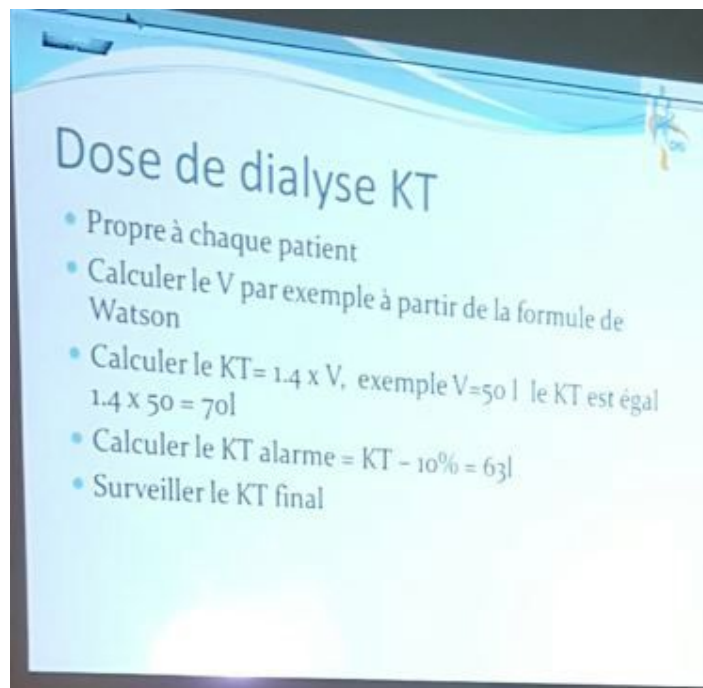 Dose de dialyse KT
• Propre à chaque patient
• Calculer le V par exemple à partir de la formule de
Watson
• Calculer le KT= 1.4 x V, exemple V=50 l le KT est égal
1.4 x 50 = 70l
• Calculer le KT alarme = KT – 10% = 63l
• Surveiller le KT final